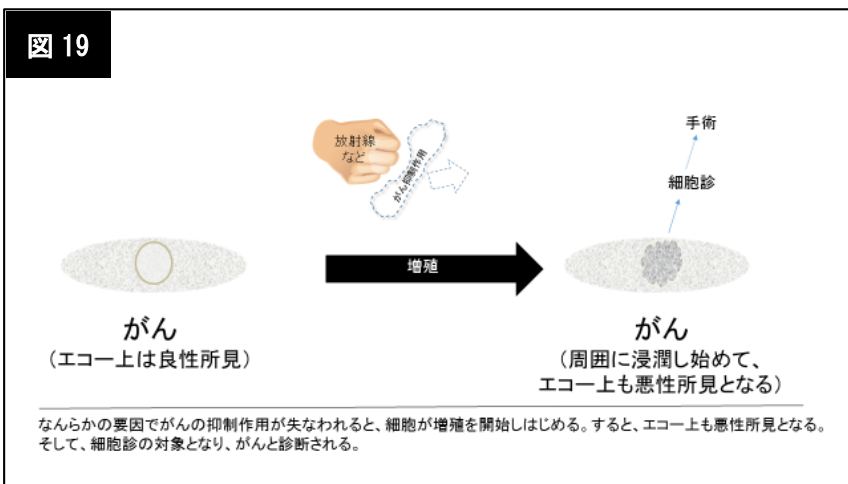 図 19
放射線
など
がん抑制作用
手術
細胞診
増殖
がん
(エコー上は良性所見)
がん
(周囲に浸潤し始めて、
エコー上も悪性所見となる)
なんらかの要因でがんの抑制作用が失なわれると、細胞が増殖を開始しはじめる。すると、エコー上も悪性所見となる。
そして、細胞診の対象となり、がんと診断される。